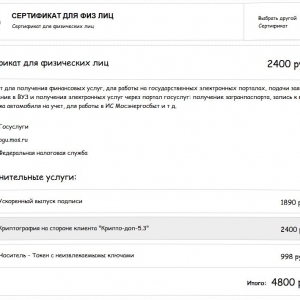 СЕРТИФИКАТ ДЛЯ ФИЗ ЛИЦ
Сертификат для физических лиц
Выбрать другой
Сертификат
фикат для физических лиц 2400 р
т для получения финансовых услуг, для работы на государственных электронных порталах, подачи зая
ние в ВУЗ и получения электронных услуг через портал госуслуг: получение загранпаспорта, запись к в
а автомобиля на учет, для работы в ИС Мосэнергосбыт и т д
Госуслуги
pgu.mos.ru
Федеральная налоговая служба
нительные услуги:
Ускоренный выпуск подписи 1890 р
Криптография на стороне клиента "Крипто-доп-5.3" 2400
Носитель - Токен с неизвлекаемыми ключами 998 р
Итого: 4800 р